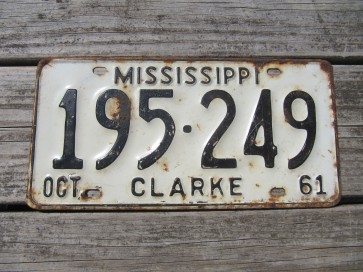 MISSISSIPPI
195·249
OCT. CLARKE 61